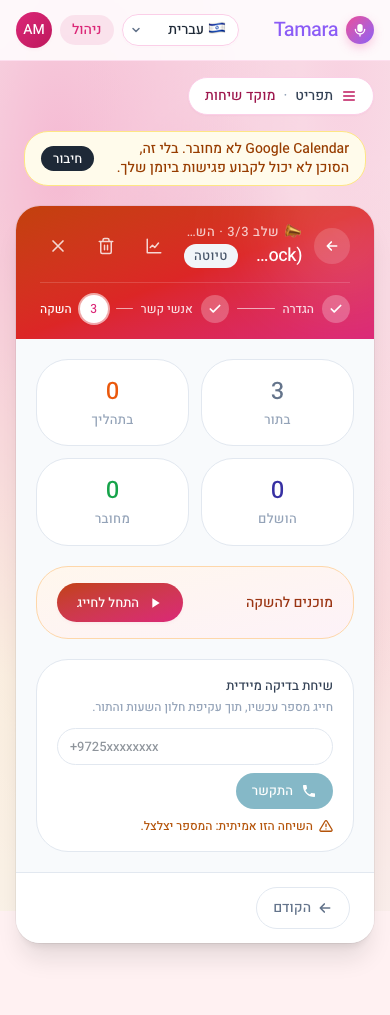 Tamara
🇮🇱 עברית
ניהול
AM
תפריט · מוקד שיחות
Google Calendar לא מחובר. בלי זה,
הסוכן לא יכול לקבוע פגישות ביומן שלך.
חיבור
שלב 3/3 · הש...
...ock)
טיוטה
הגדרה
אנשי קשר
3
השקה
3
בתור
0
בתהליך
0
הושלם
0
מחובר
מוכנים להשקה
התחל לחייג
שיחת בדיקה מיידית
חייג מספר עכשיו, תוך עקיפת חלון השעות והתור.
+9725xxxxxxxx
התקשר
השיחה הזו אמיתית: המספר יצלצל.
הקודם